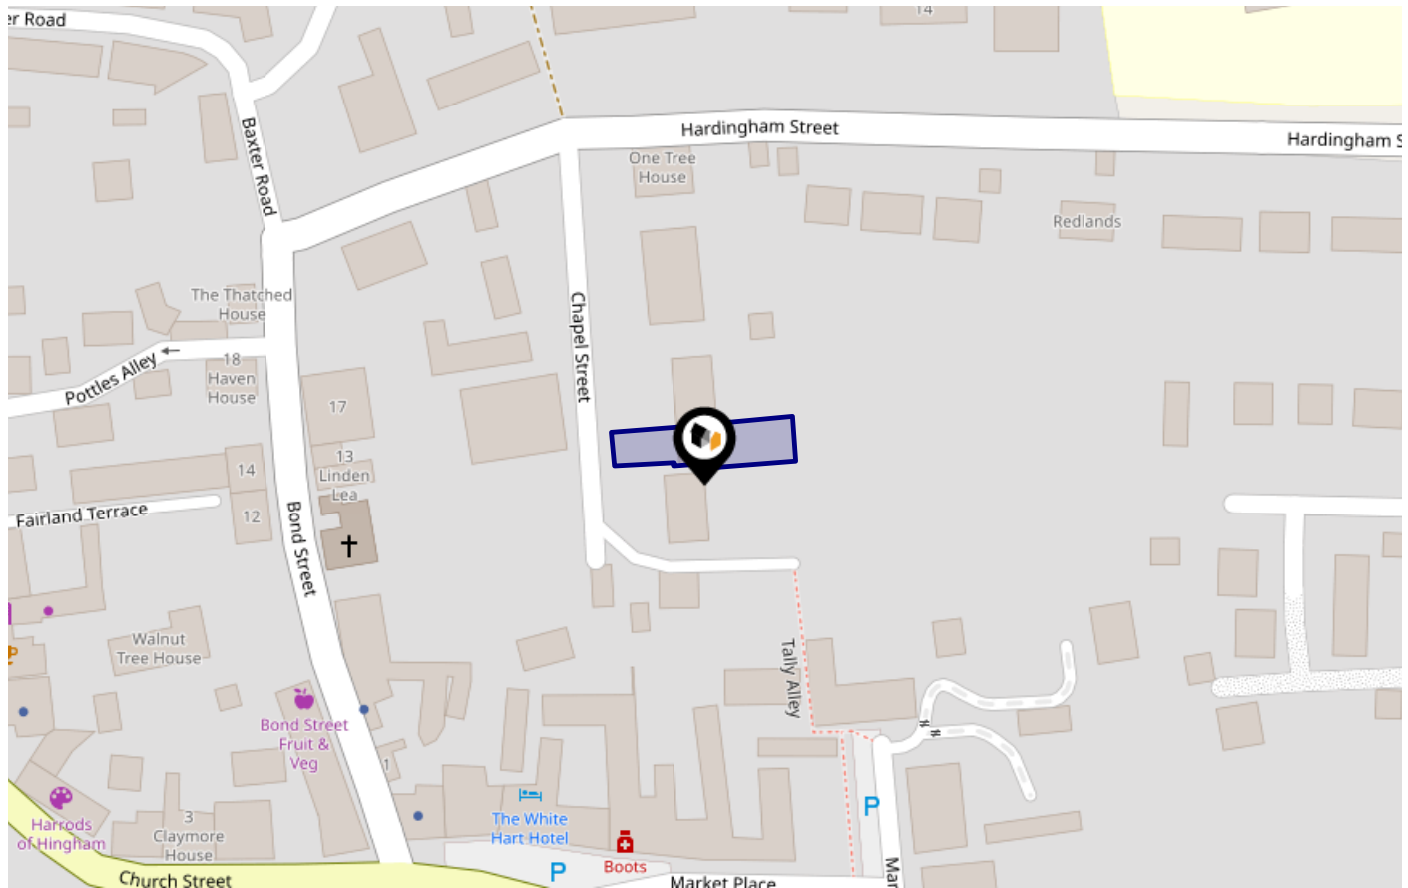 er Road
14
Hardingham Street
Hardingham S
Baxter Road
One Tree
House
Redlands
The Thatched
House
Chapel Street
Pottles Alley
18
Haven
House
17
13
Linden
Lea
14
12
Fairland Terrace
Bond Street
Walnut
Tree House
Tally Alley
Bond Street
Fruit &
Veg
1
P
Harrods
of Hingham
3
Claymore
House
The White
Hart Hotel
Boots
P
Church Street
Market Place
Mar